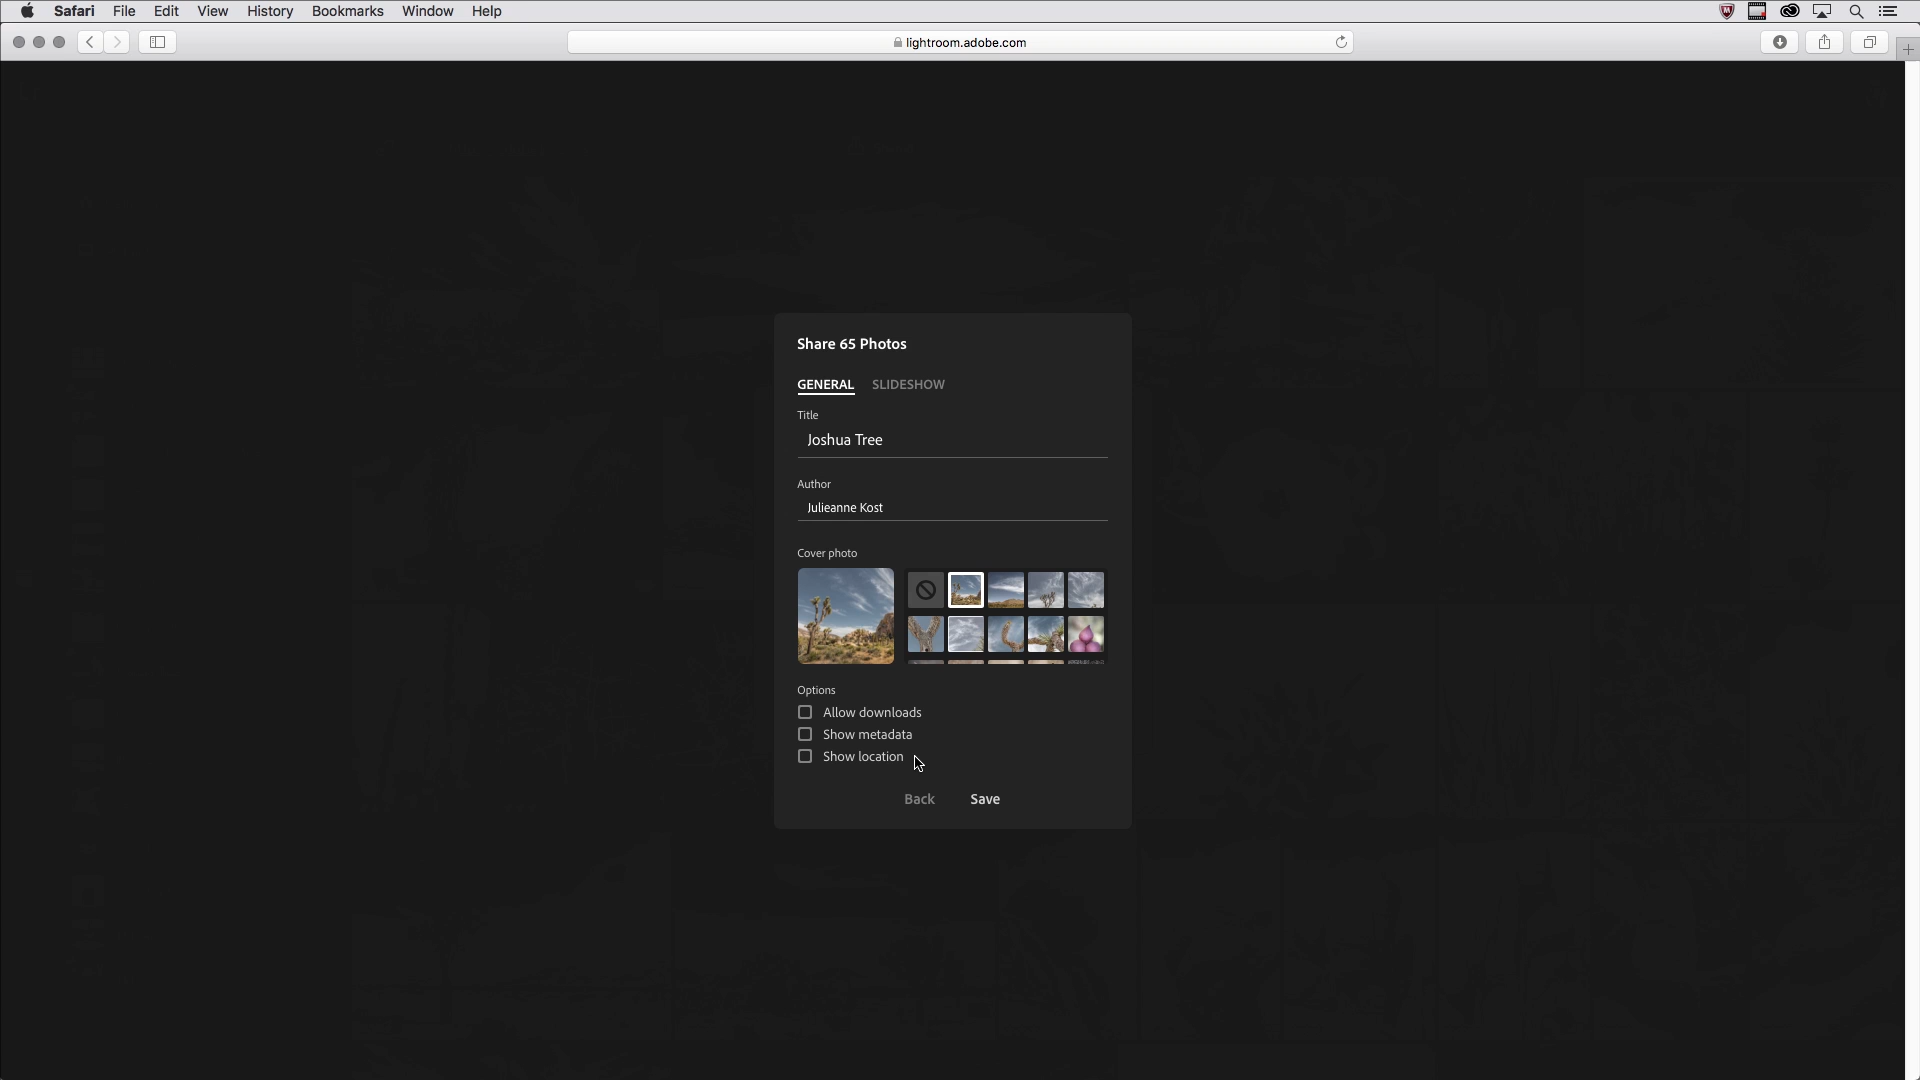 Safari File Edit View History Bookmarks Window Help
lightroom.adobe.com
Share 65 Photos
GENERAL SLIDESHOW
Title
Joshua Tree
Author
Julieanne Kost
Cover photo
Options
Allow downloads
Show metadata
Show location
Back Save